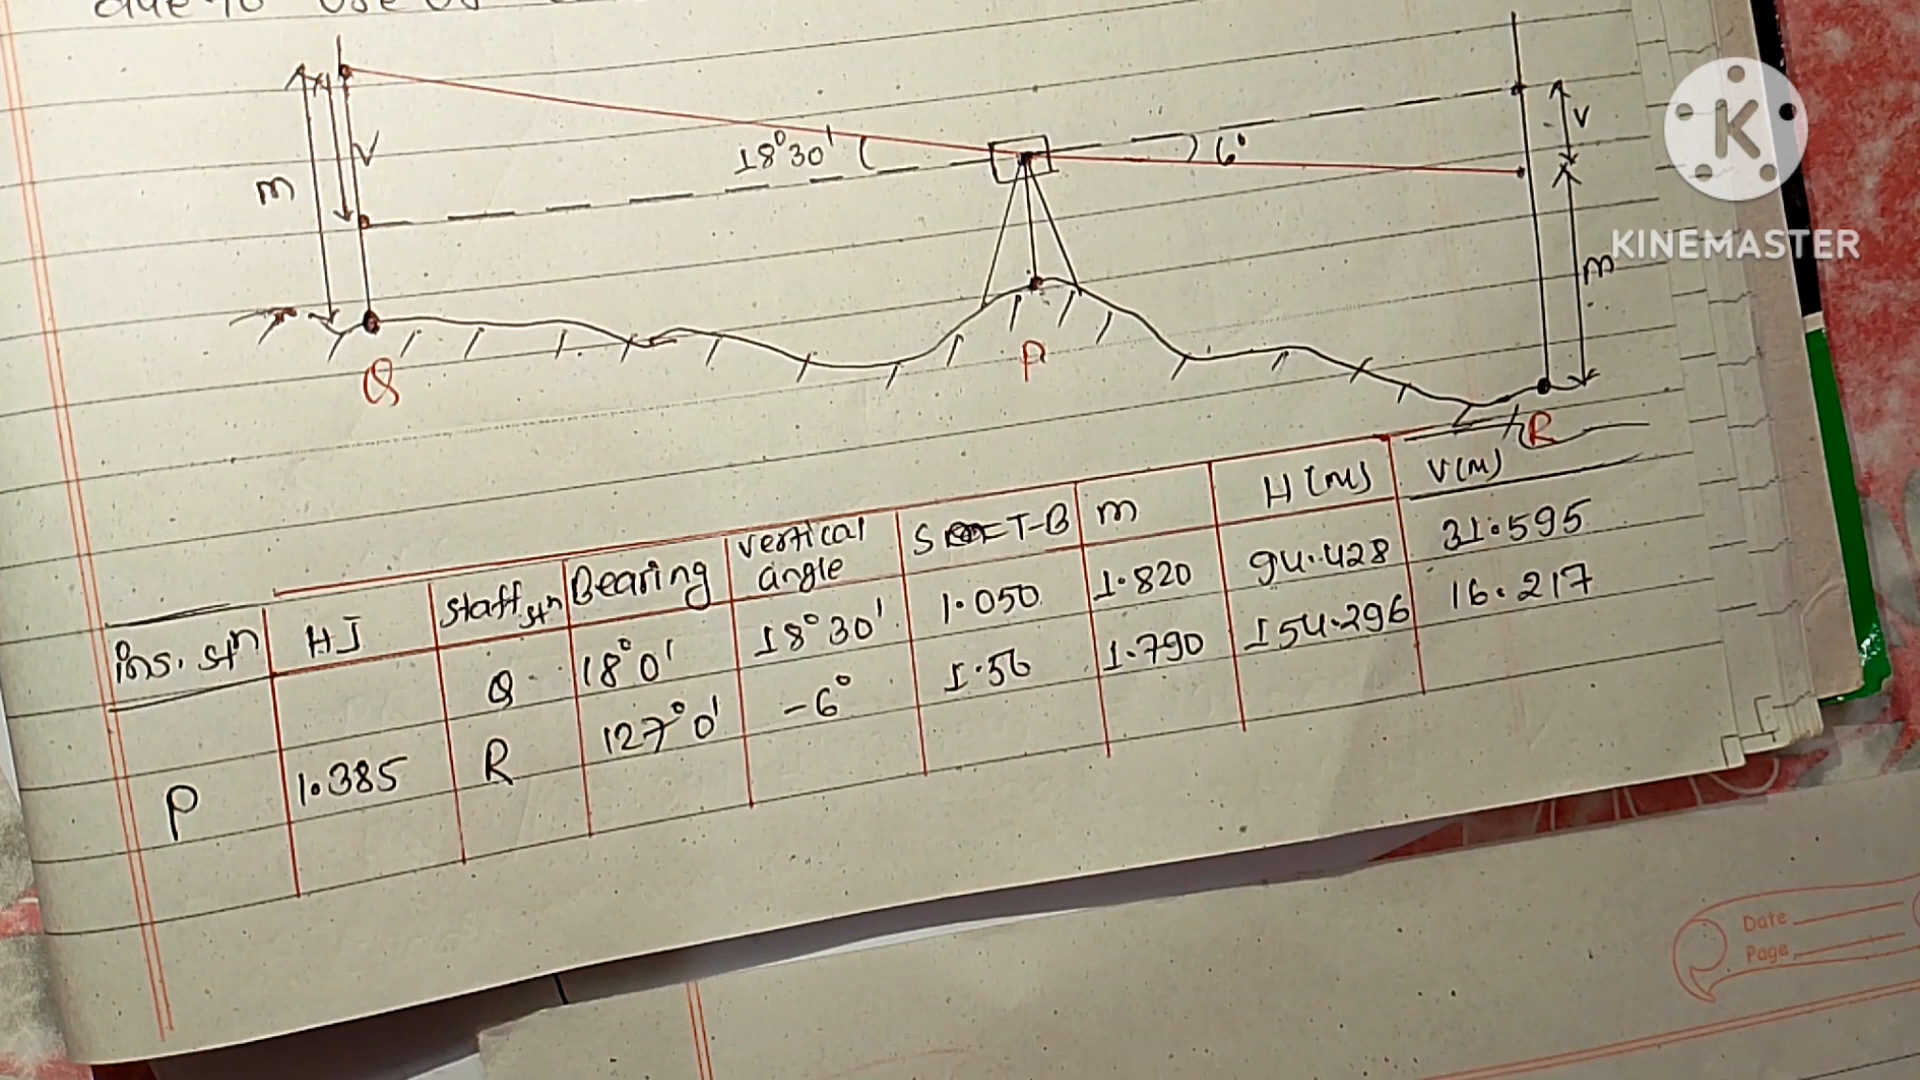 18°30'
6°
V
V
m
m
KINEMASTER
Q
P
R
ins. stn HI Staff stn Bearing vertical angle S = T-B m H (m) V(m)
Q 18°0' 18°30' 1.050 1.820 94.428 31.595
P 1.385 R 127°0' -6° 1.56 1.790 154.296 16.217
Date
Page